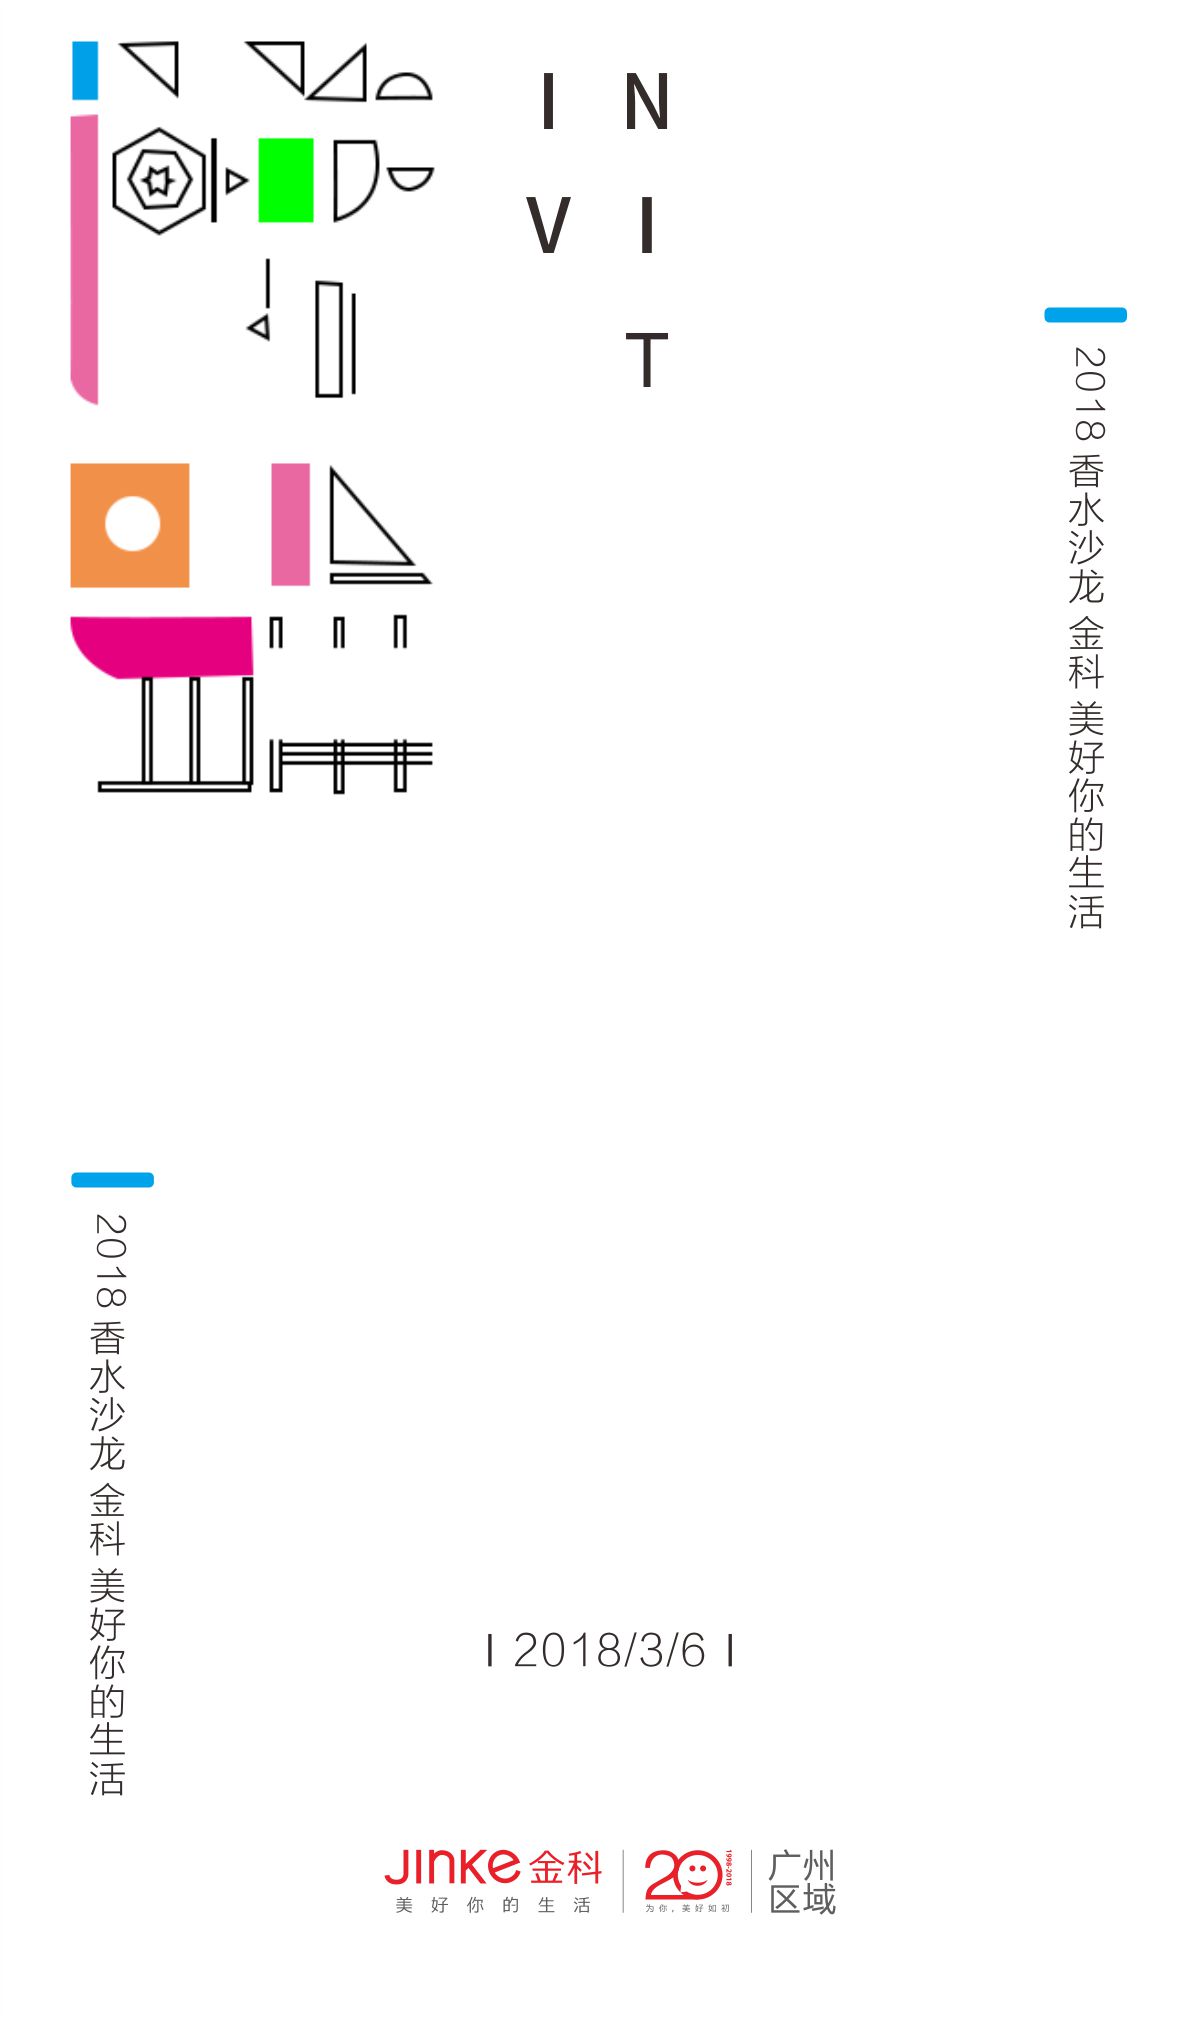 I N
V I
T
2018 香水沙龙 金科 美好你的生活
2018 香水沙龙 金科 美好你的生活
I 2018/3/6 I
JINKE 金科
美好你的生活
20
1998-2018
为你，美好如初
广州
区域